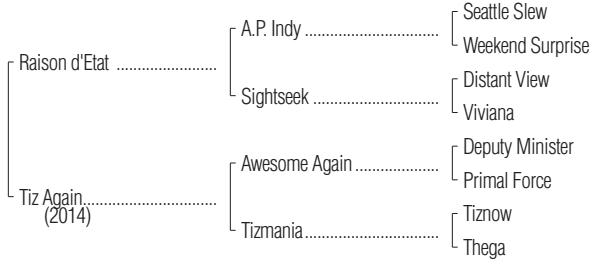 Seattle Slew
A.P. Indy ................................
Weekend Surprise
Raison d'Etat ........................
Distant View
Sightseek ..............................
Viviana
Deputy Minister
Awesome Again ....................
Primal Force
Tiz Again................................
(2014)
Tiznow
Tizmania................................
Thega